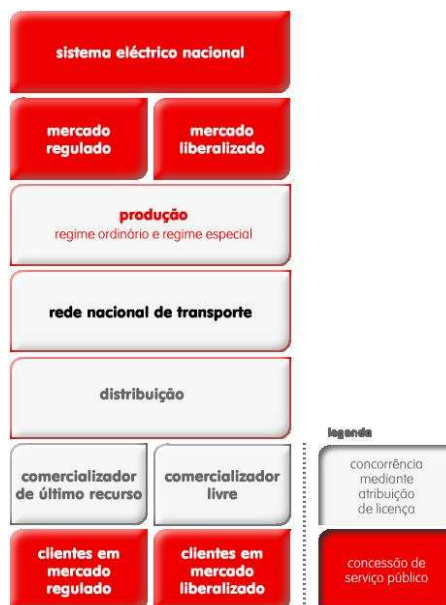 sistema eléctrico nacional
mercado
regulado
mercado
liberalizado
produção
regime ordinário e regime especial
rede nacional de transporte
distribuição
comercializador
de último recurso
comercializador
livre
clientes em
mercado
regulado
clientes em
mercado
liberalizado
legenda
concorrência
mediante
atribuição
de licença
concessão de
serviço público